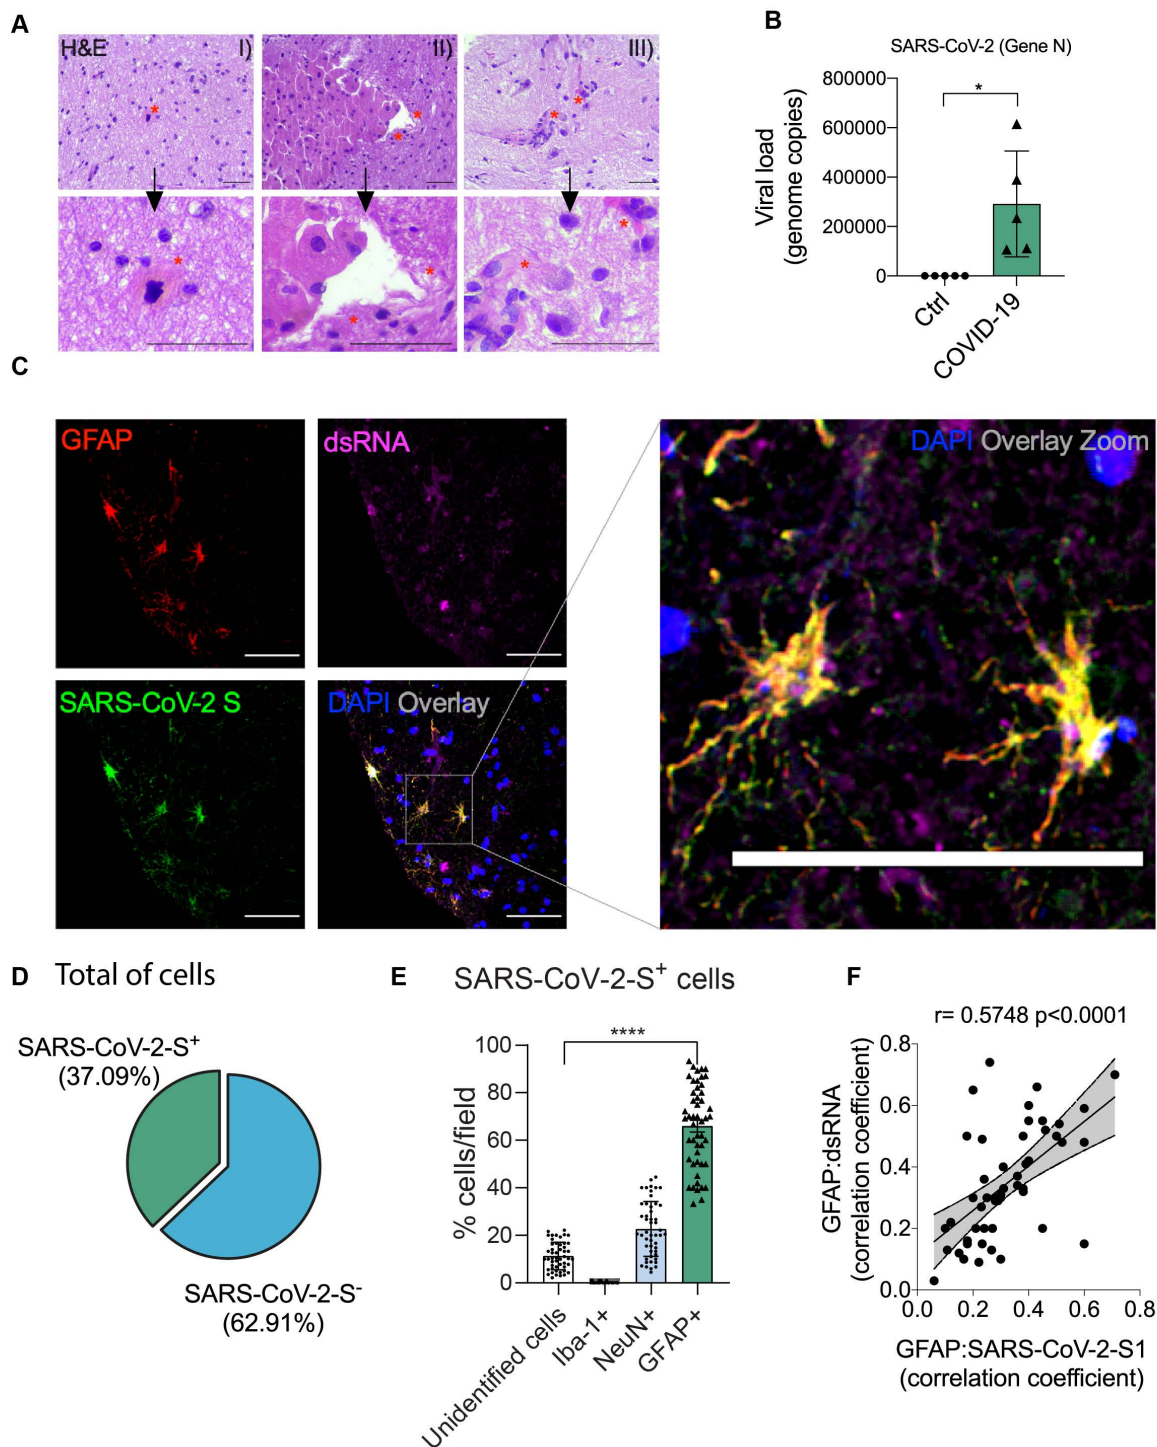 A
H&E
I)
II)
III)
B
SARS-CoV-2 (Gene N)
*
Viral load
(genome copies)
800000
600000
400000
200000
0
Ctrl
COVID-19
C
GFAP
dsRNA
SARS-CoV-2 S
DAPI Overlay
DAPI Overlay Zoom
D
Total of cells
SARS-CoV-2-S+
(37.09%)
SARS-CoV-2-S-
(62.91%)
E
SARS-CoV-2-S+ cells
****
% cells/field
100
80
60
40
20
0
Unidentified cells
Iba-1+
NeuN+
GFAP+
F
r= 0.5748 p<0.0001
GFAP:dsRNA
(correlation coefficient)
0.8
0.6
0.4
0.2
0.0
0.0 0.2 0.4 0.6 0.8
GFAP:SARS-CoV-2-S1
(correlation coefficient)